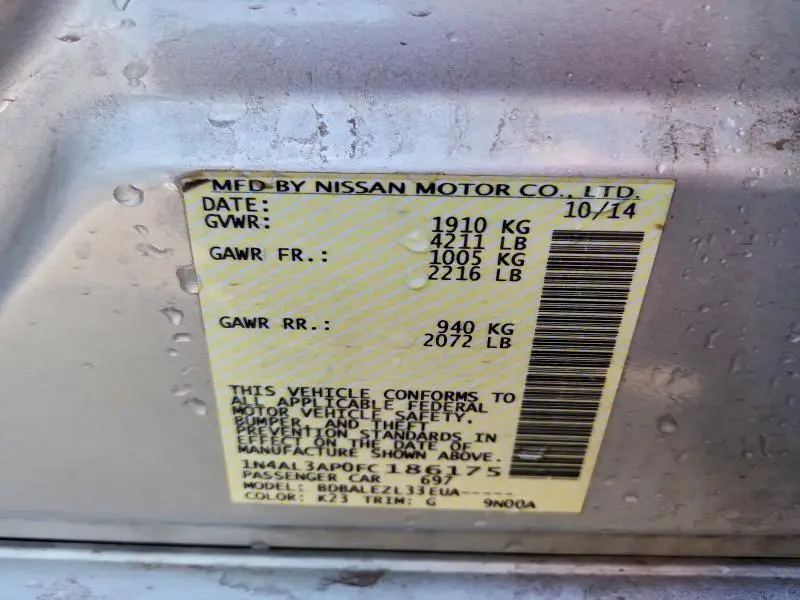 MFD BY NISSAN MOTOR CO., LTD.
DATE: 10/14
GVWR: 1910 KG
4211 LB
GAWR FR.: 1005 KG
2216 LB
GAWR RR.: 940 KG
2072 LB
THIS VEHICLE CONFORMS TO
ALL APPLICABLE FEDERAL
MOTOR VEHICLE SAFETY,
BUMPER, AND THEFT
PREVENTION STANDARDS IN
EFFECT ON THE DATE OF
MANUFACTURE SHOWN ABOVE.
1N4AL3AP0FC186175
PASSENGER CAR 697
MODEL: BDBALEZL33EUA-----
COLOR: K23 TRIM: G 9N00A